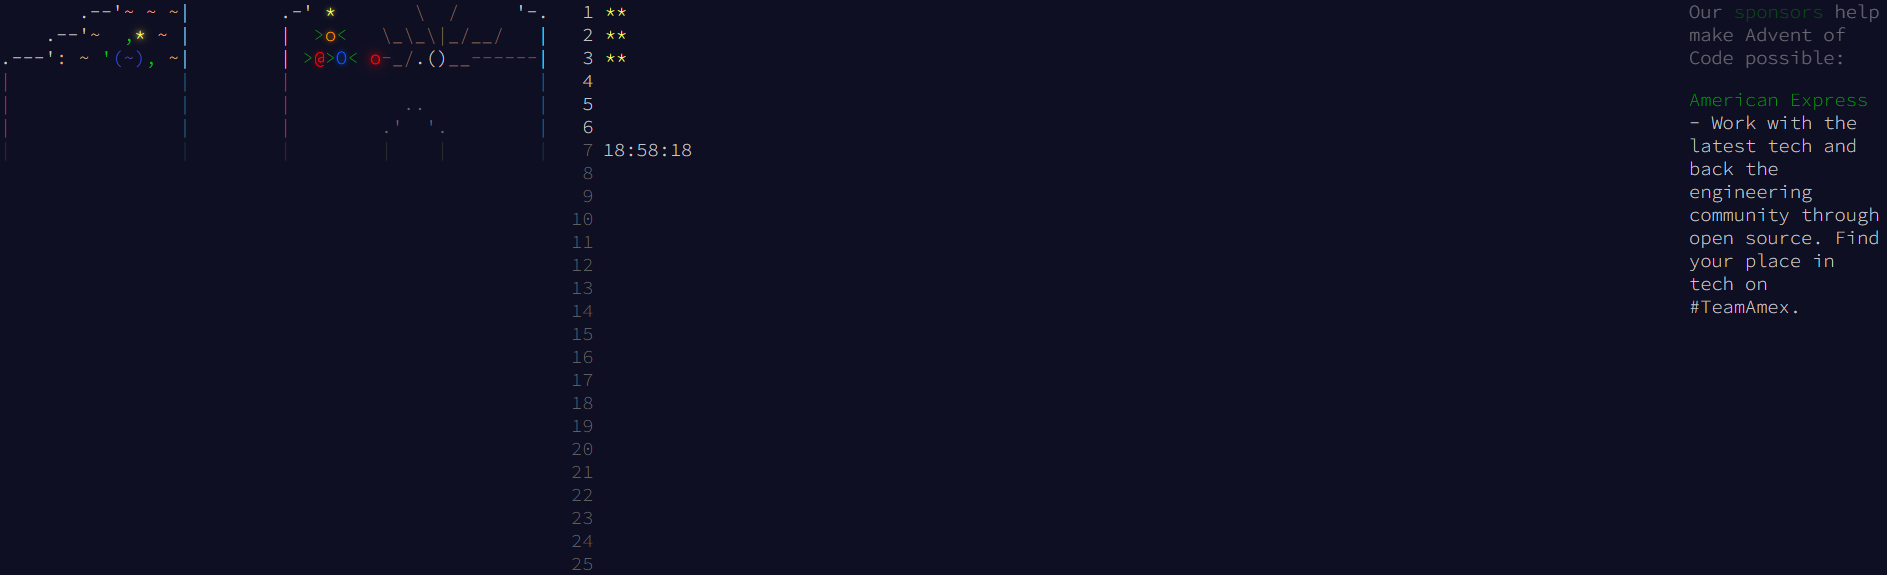 .--'~ ~ ~|        .-' *       \  /     '-.   1 **
     .--'~  ,* ~ |        |  >o<   \_\_\|_/__/   |   2 **
 .---': ~ '(~), ~|        | >@>O< o-_/.()__------|   3 **
 |               |        |                      |   4
 |               |        |          ..          |   5
 |               |        |        .'  '.        |   6
 |               |        |        |    |        |   7 18:58:18
8
9
10
11
12
13
14
15
16
17
18
19
20
21
22
23
24
25
Our sponsors help
make Advent of
Code possible:
American Express
- Work with the
latest tech and
back the
engineering
community through
open source. Find
your place in
tech on
#TeamAmex.